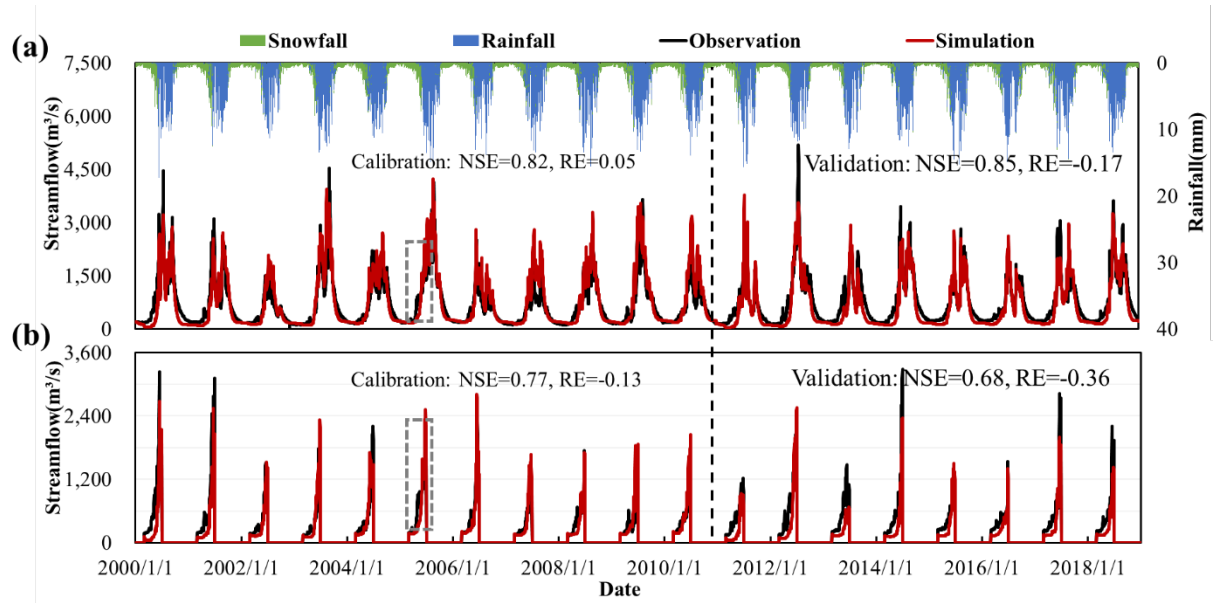 (a)
Snowfall Rainfall Observation Simulation
7,500
6,000
4,500
3,000
1,500
0
Streamflow(m³/s)
0
10
20
30
40
Rainfall(mm)
Calibration: NSE=0.82, RE=0.05
Validation: NSE=0.85, RE=-0.17
(b)
3,600
2,400
1,200
0
Streamflow(m³/s)
Calibration: NSE=0.77, RE=-0.13
Validation: NSE=0.68, RE=-0.36
2000/1/1 2002/1/1 2004/1/1 2006/1/1 2008/1/1 2010/1/1 2012/1/1 2014/1/1 2016/1/1 2018/1/1
Date